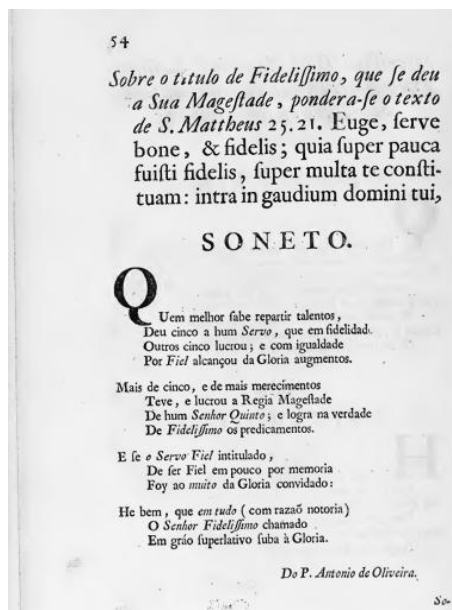 54
Sobre o titulo de Fideliſſimo, que ſe deu
a Sua Mageſtade, pondera-ſe o texto
de S. Mattheus 25.21. Euge, ſerve
bone, & fidelis; quia ſuper pauca
fuiſti fidelis, ſuper multa te conſti-
tuam: intra in gaudium domini tui,
SONETO.
QUem melhor ſabe repartir talentos,
Deu cinco a hum Servo, que em fidelidad.
Outros cinco lucrou; e com igualdade
Por Fiel alcançou da Gloria augmentos.
Mais de cinco, e de mais merecimentos
Teve, e lucrou a Regia Mageſtade
De hum Senhor Quinto; e logra na verdade
De Fideliſſimo os predicamentos.
E ſe o Servo Fiel intitulado,
De ſer Fiel em pouco por memoria
Foy ao muito da Gloria convidado:
He bem, que em tudo (com razaõ notoria)
O Senhor Fideliſſimo chamado
Em gráo ſuperlativo ſuba à Gloria.
Do P. Antonio de Oliveira.
So-